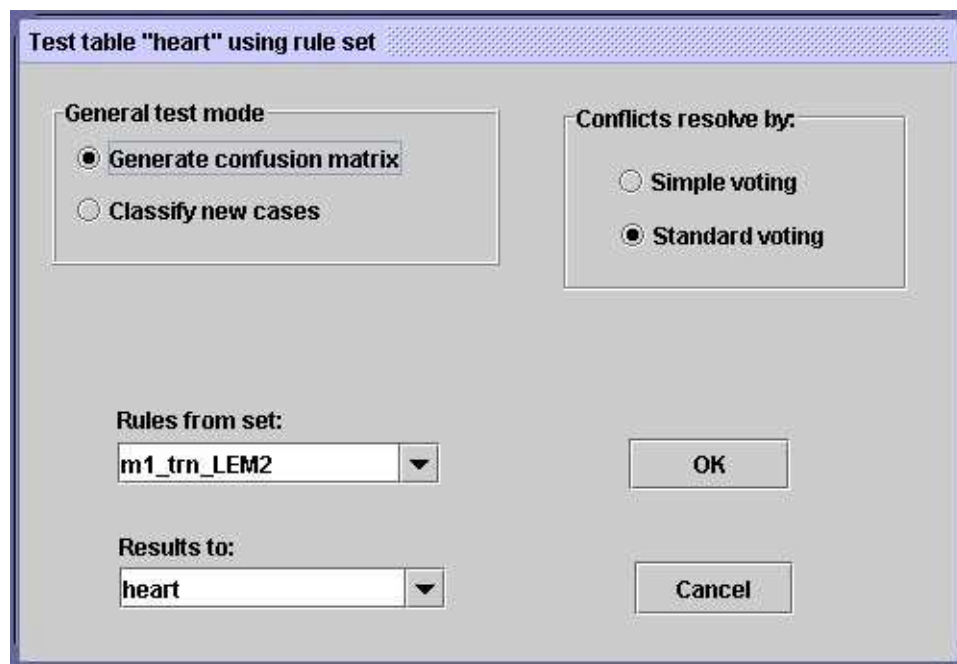 Test table "heart" using rule set
General test mode
Generate confusion matrix
Classify new cases
Conflicts resolve by:
Simple voting
Standard voting
Rules from set:
m1_trn_LEM2
OK
Results to:
heart
Cancel